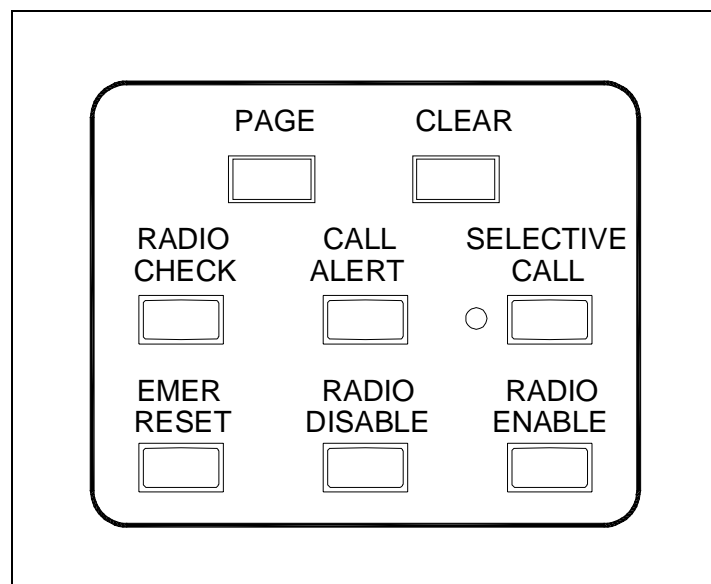 PAGE CLEAR
RADIO CHECK
CALL ALERT
SELECTIVE CALL
EMER RESET
RADIO DISABLE
RADIO ENABLE